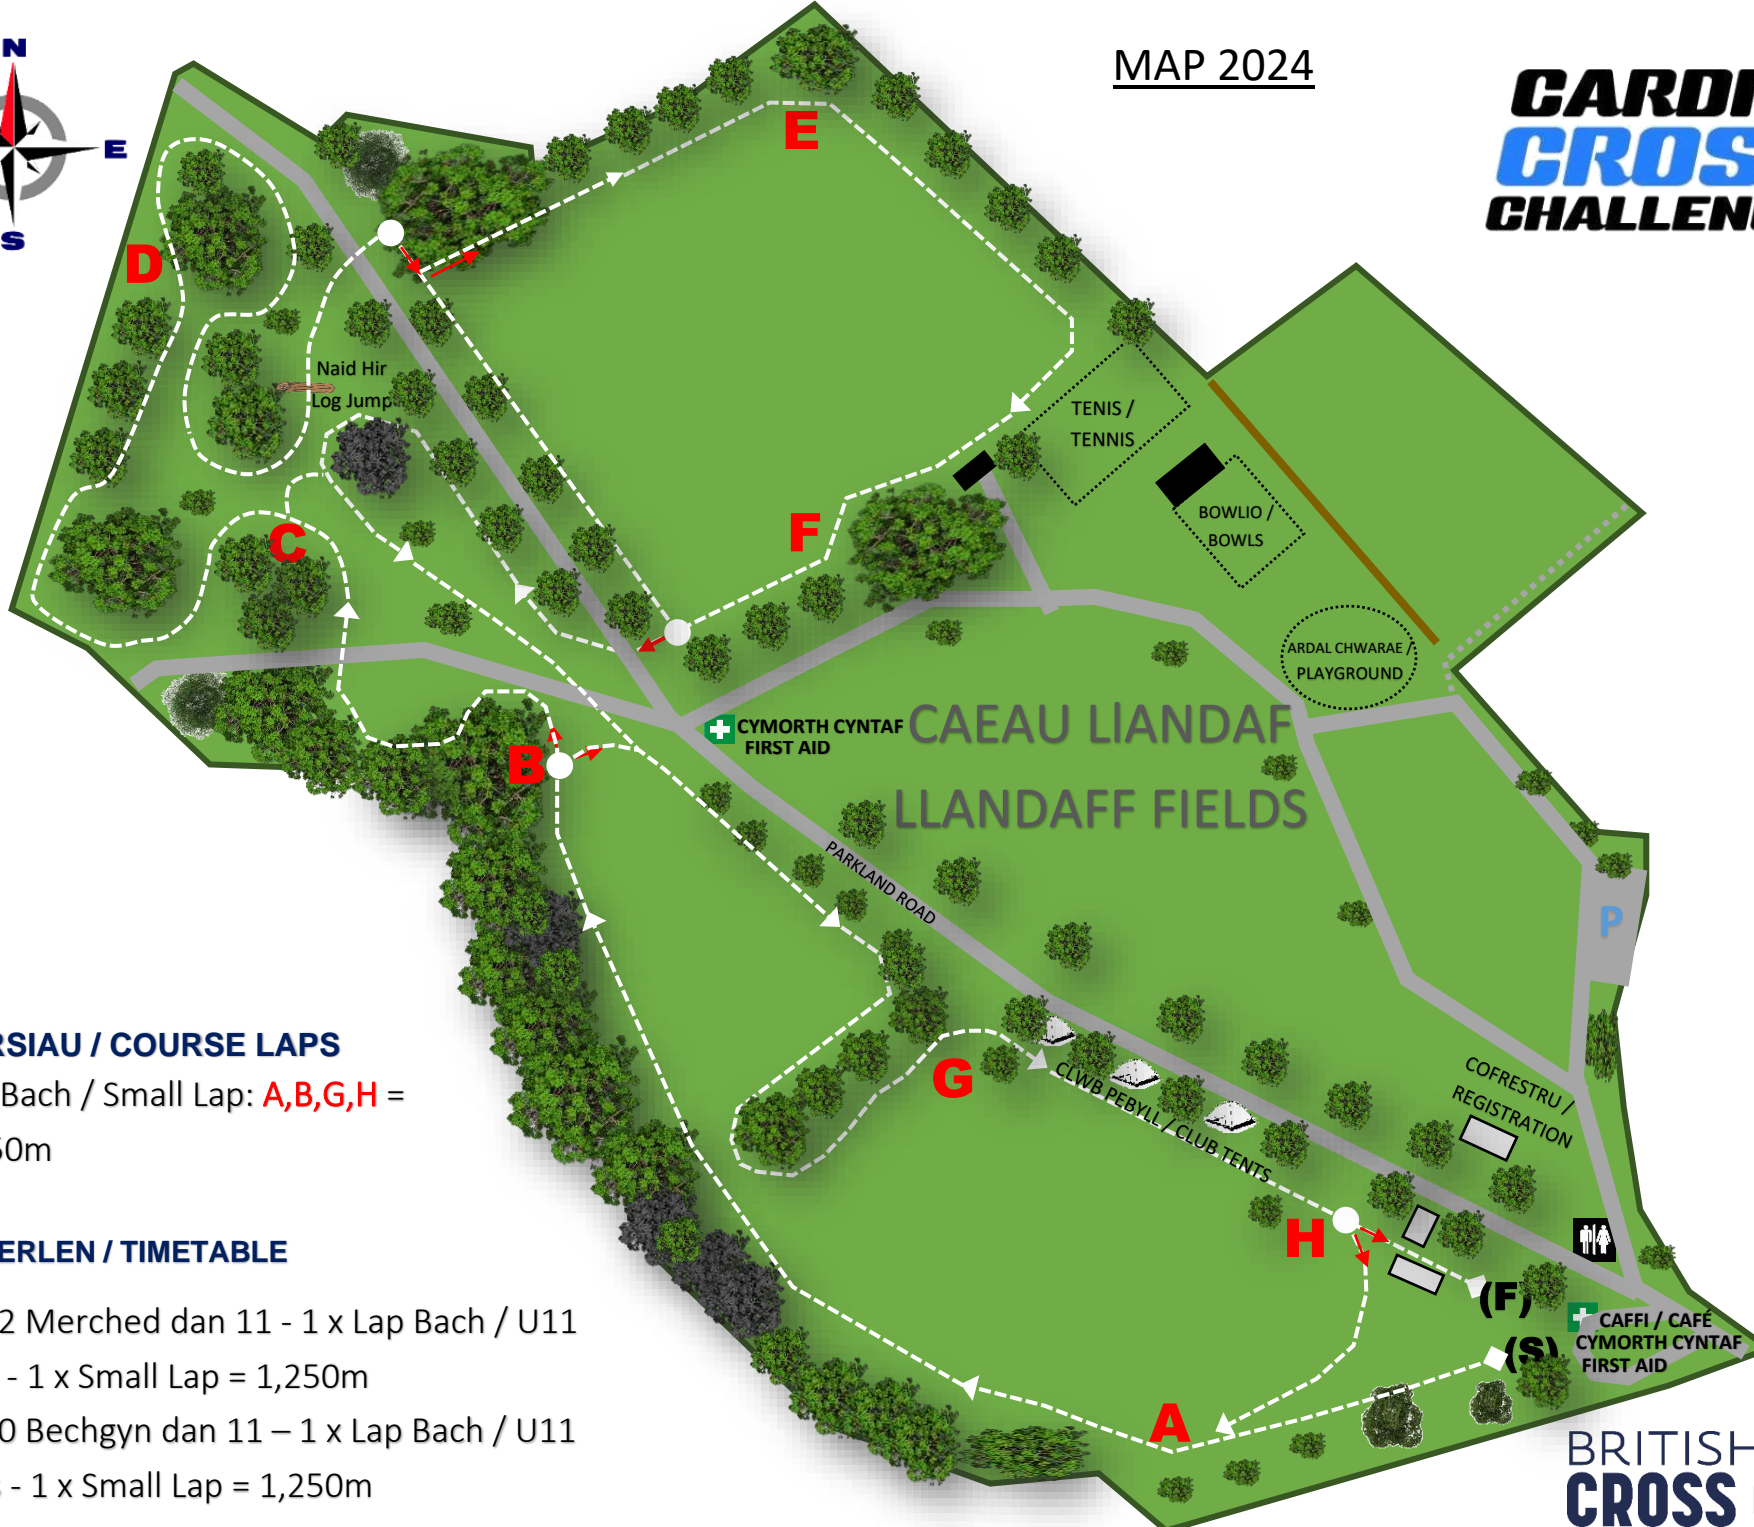 MAP 2024
N
E
S
CARDI
CROS
CHALLEN
E
D
Naid Hir
Log Jump
TENIS /
TENNIS
BOWLIO /
BOWLS
F
C
ARDAL CHWARAE /
PLAYGROUND
CYMORTH CYNTAF
FIRST AID
CAEAU LlANDAF
LLANDAFF FIELDS
B
PARKLAND ROAD
P
G
CLWB PEBYLL / CLUB TENTS
COFRESTRU /
REGISTRATION
H
(F)
(S)
CAFFI / CAFÉ
CYMORTH CYNTAF
FIRST AID
A
RSIAU / COURSE LAPS
Bach / Small Lap: A,B,G,H =
50m
ERLEN / TIMETABLE
2 Merched dan 11 - 1 x Lap Bach / U11
- 1 x Small Lap = 1,250m
0 Bechgyn dan 11 – 1 x Lap Bach / U11
- 1 x Small Lap = 1,250m
BRITISH
CROSS